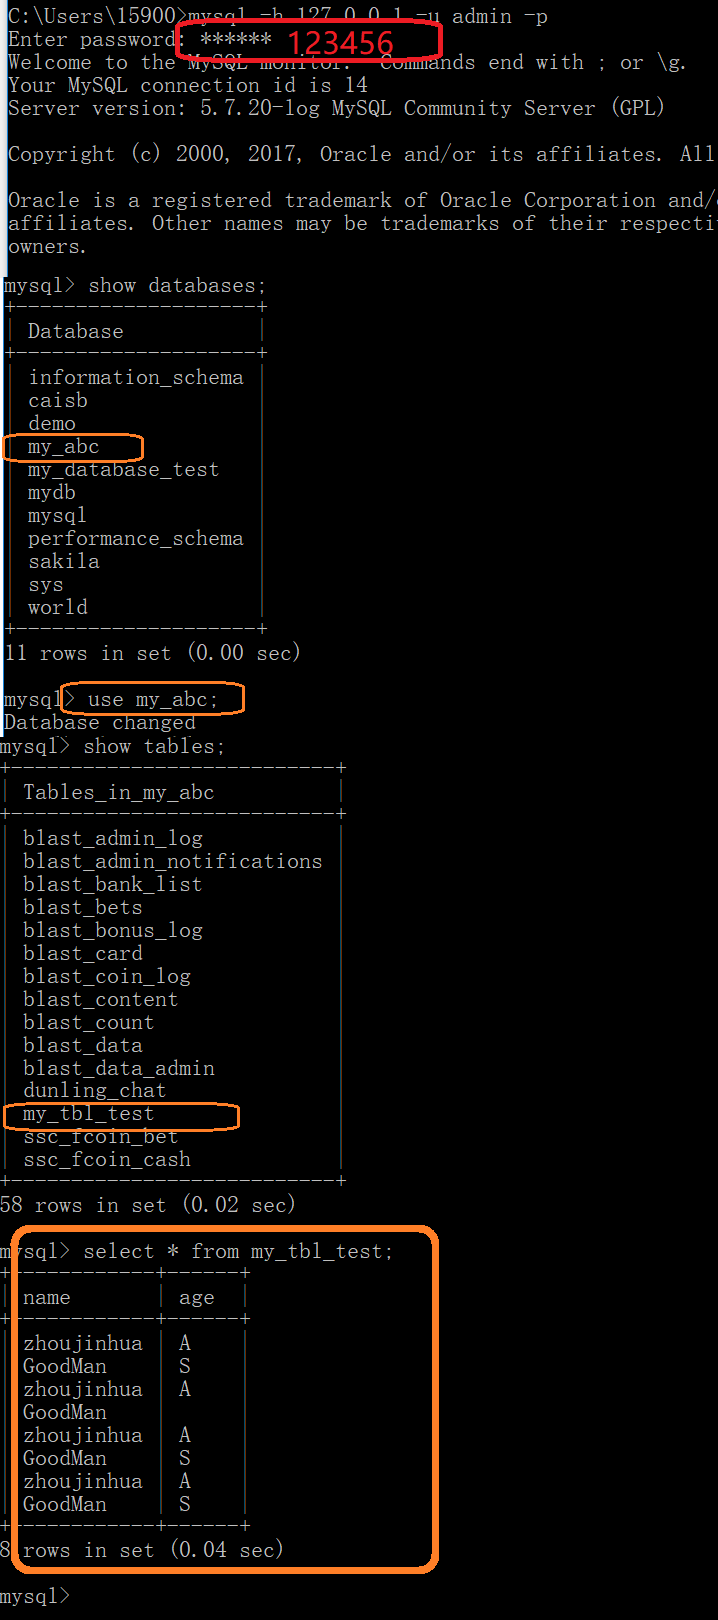 C:\Users\15900>mysql -h 127.0.0.1 -u admin -p
Enter password: ****** 123456
Welcome to the MySQL monitor.  Commands end with ; or \g.
Your MySQL connection id is 14
Server version: 5.7.20-log MySQL Community Server (GPL)
Copyright (c) 2000, 2017, Oracle and/or its affiliates. All
Oracle is a registered trademark of Oracle Corporation and/
affiliates. Other names may be trademarks of their respecti
owners.
mysql> show databases;
+--------------------+
| Database           |
+--------------------+
| information_schema |
| caisb              |
| demo               |
| my_abc             |
| my_database_test   |
| mydb               |
| mysql              |
| performance_schema |
| sakila             |
| sys                |
| world              |
+--------------------+
11 rows in set (0.00 sec)
mysql> use my_abc;
Database changed
mysql> show tables;
+---------------------------+
| Tables_in_my_abc          |
+---------------------------+
| blast_admin_log           |
| blast_admin_notifications |
| blast_bank_list           |
| blast_bets                |
| blast_bonus_log           |
| blast_card                |
| blast_coin_log            |
| blast_content             |
| blast_count               |
| blast_data                |
| blast_data_admin          |
| dunling_chat              |
| my_tbl_test               |
| ssc_fcoin_bet             |
| ssc_fcoin_cash            |
+---------------------------+
58 rows in set (0.02 sec)
mysql> select * from my_tbl_test;
+------------+------+
| name       | age  |
+------------+------+
| zhoujinhua | A    |
| GoodMan    | S    |
| zhoujinhua | A    |
| GoodMan    |      |
| zhoujinhua | A    |
| GoodMan    | S    |
| zhoujinhua | A    |
| GoodMan    | S    |
+------------+------+
8 rows in set (0.04 sec)
mysql>